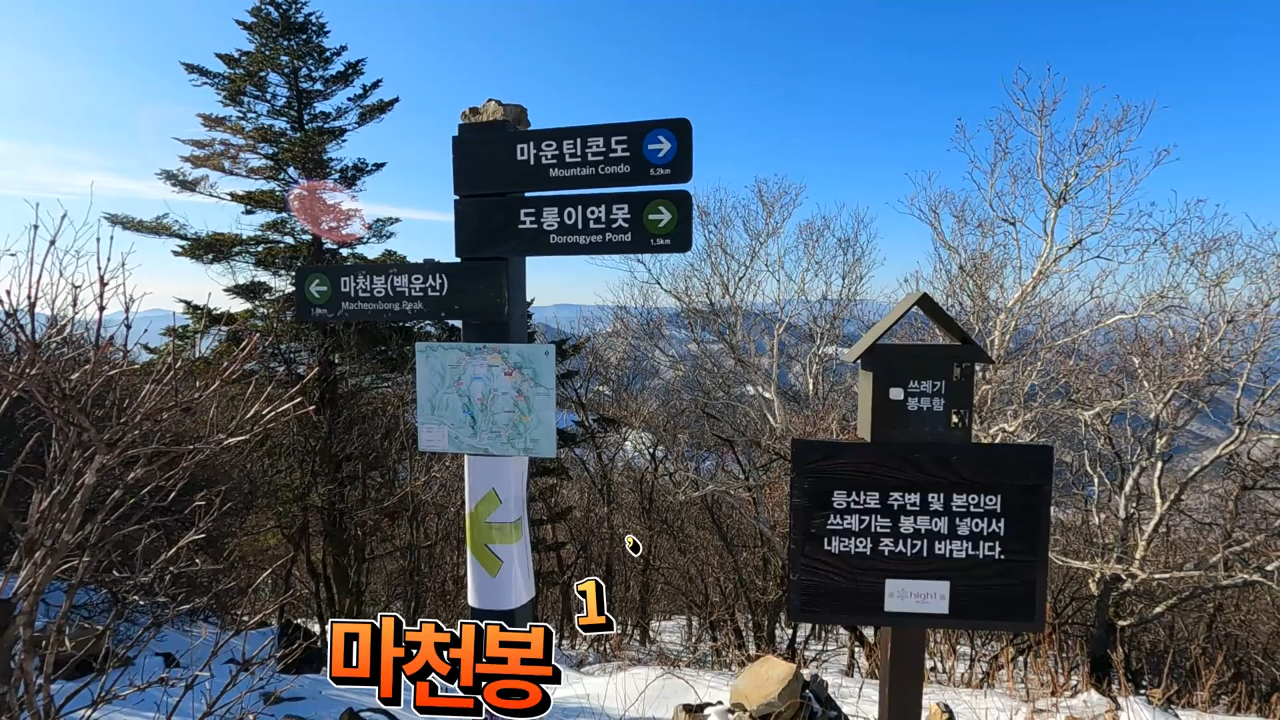 마운틴콘도
Mountain Condo
5.2km
도롱이연못
Dorongyee Pond
1.5km
마천봉(백운산)
Macheonbong Peak
쓰레기
봉투함
등산로 주변 및 본인의
쓰레기는 봉투에 넣어서
내려와 주시기 바랍니다.
high1
1
마천봉